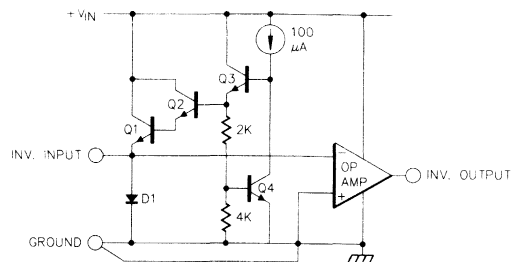 + VIN
100
μA
Q3
Q2
Q1
2K
INV. INPUT
−
OP
AMP
+
INV. OUTPUT
Q4
D1
4K
GROUND